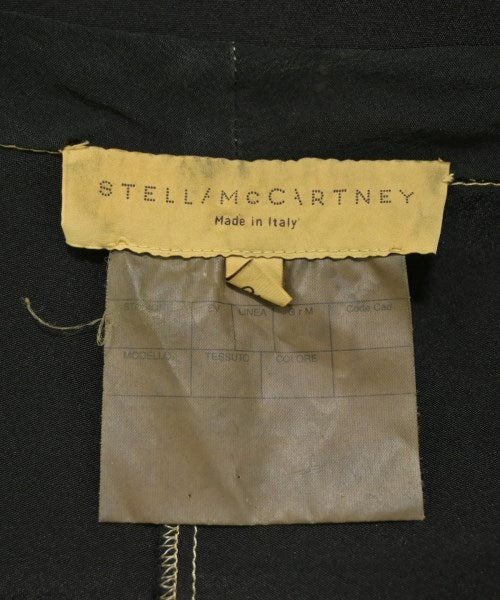 STELLA McCARTNEY
Made in Italy
LINEA
Code Cad
MODELLO TESSUTO COLORE